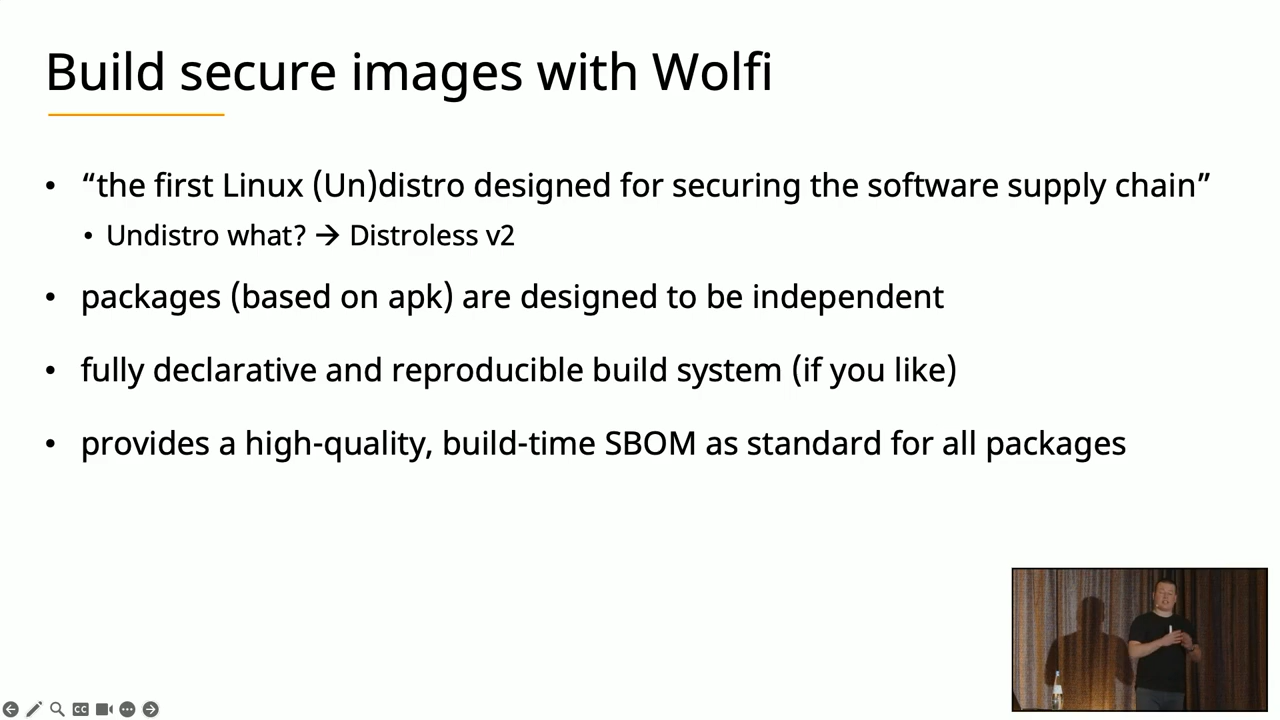 Build secure images with Wolfi
• “the first Linux (Un)distro designed for securing the software supply chain”
• Undistro what? → Distroless v2
• packages (based on apk) are designed to be independent
• fully declarative and reproducible build system (if you like)
• provides a high-quality, build-time SBOM as standard for all packages
CC